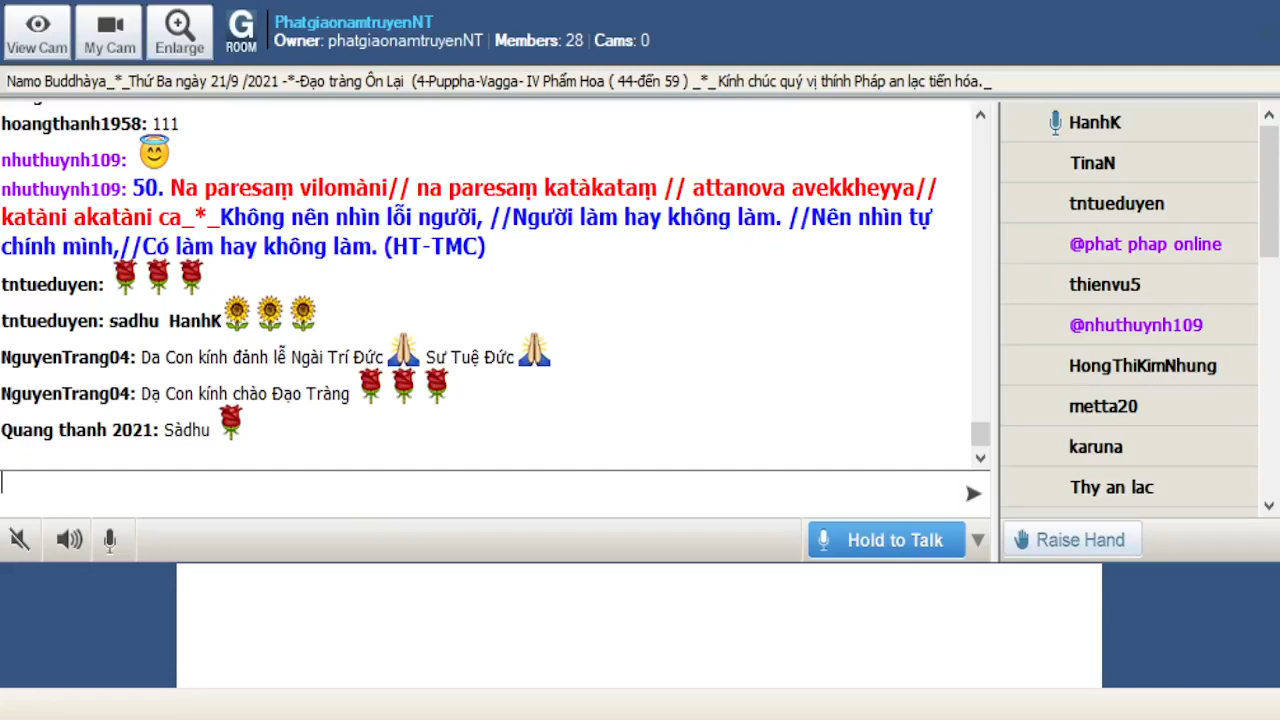 View Cam
My Cam
Enlarge
G
ROOM
PhatgiaonamtruyenNT
Owner: phatgiaonamtruyenNT | Members: 28 | Cams: 0
Namo Buddhàya_*_Thứ Ba ngày 21/9 /2021 -*-Đạo tràng Ôn Lại (4-Puppha-Vagga- IV Phẩm Hoa ( 44-đến 59 ) _*_Kính chúc quý vị thính Pháp an lạc tiến hóa._
hoangthanh1958: 111
nhuthuynh109:
nhuthuynh109: 50. Na paresaṃ vilomàni// na paresaṃ katàkataṃ // attanova avekkheyya//
katàni akatàni ca_*_Không nên nhìn lỗi người, //Người làm hay không làm. //Nên nhìn tự
chính mình,//Có làm hay không làm. (HT-TMC)
tntueduyen:
tntueduyen: sadhu HanhK
NguyenTrang04: Dạ Con kính đảnh lễ Ngài Trí Đức Sư Tuệ Đức
NguyenTrang04: Dạ Con kính chào Đạo Tràng
Quang thanh 2021: Sàdhu
HanhK
TinaN
tntueduyen
@phat phap online
thienvu5
@nhuthuynh109
HongThiKimNhung
metta20
karuna
Thy an lac
Hold to Talk
Raise Hand